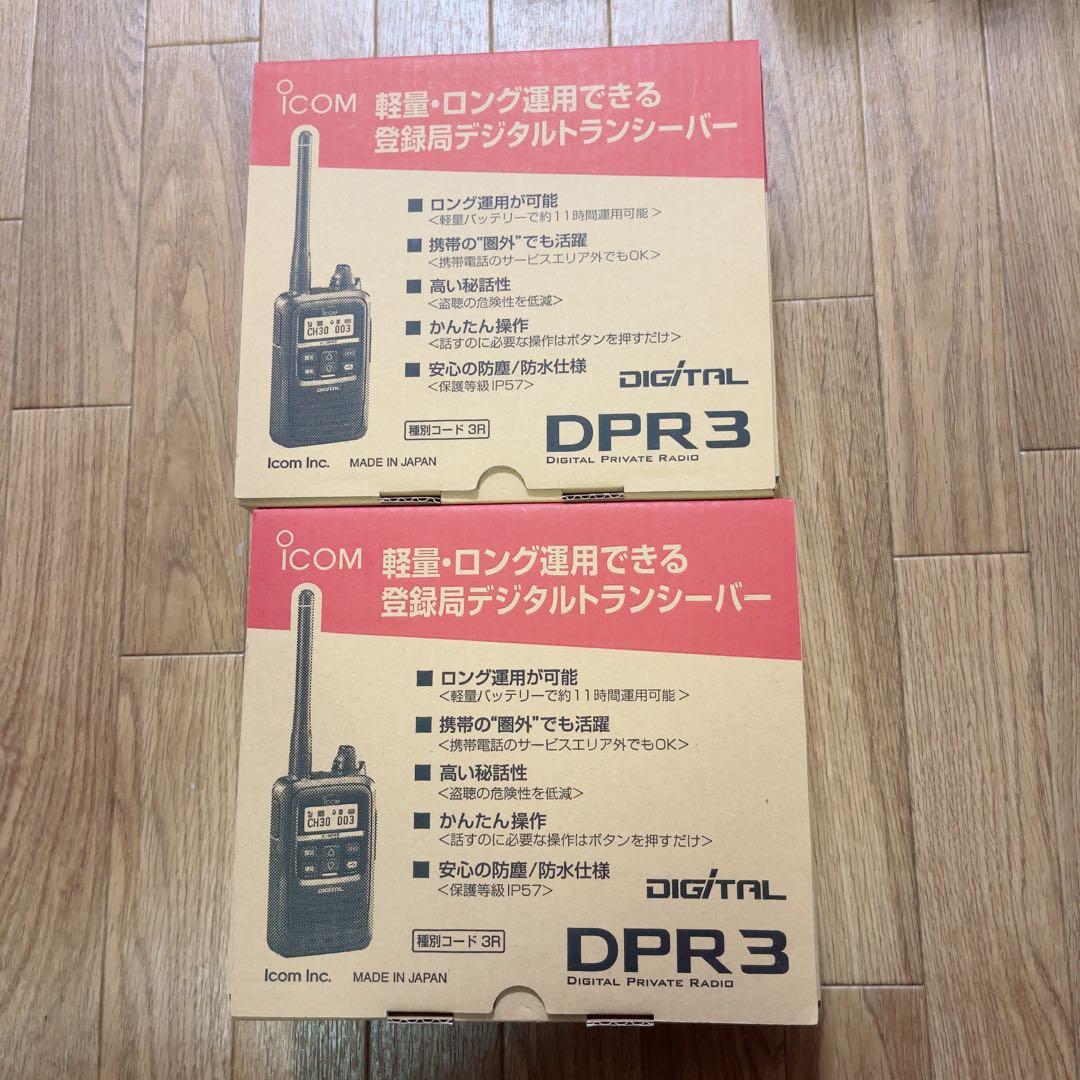 ICOM
軽量・ロング運用できる
登録局デジタルトランシーバー
■ ロング運用が可能
<軽量バッテリーで約11時間運用可能>
■ 携帯の"圏外"でも活躍
<携帯電話のサービスエリア外でもOK>
■ 高い秘話性
<盗聴の危険性を低減>
■ かんたん操作
<話すのに必要な操作はボタンを押すだけ>
■ 安心の防塵/防水仕様
<保護等級IP57>
ICOM
CH30 003
DIGITAL
DIGITAL
種別コード 3R
DPR3
DIGITAL PRIVATE RADIO
Icom Inc. MADE IN JAPAN
ICOM
軽量・ロング運用できる
登録局デジタルトランシーバー
■ ロング運用が可能
<軽量バッテリーで約11時間運用可能>
■ 携帯の"圏外"でも活躍
<携帯電話のサービスエリア外でもOK>
■ 高い秘話性
<盗聴の危険性を低減>
■ かんたん操作
<話すのに必要な操作はボタンを押すだけ>
■ 安心の防塵/防水仕様
<保護等級IP57>
ICOM
CH30 003
DIGITAL
DIGITAL
種別コード 3R
DPR3
DIGITAL PRIVATE RADIO
Icom Inc. MADE IN JAPAN